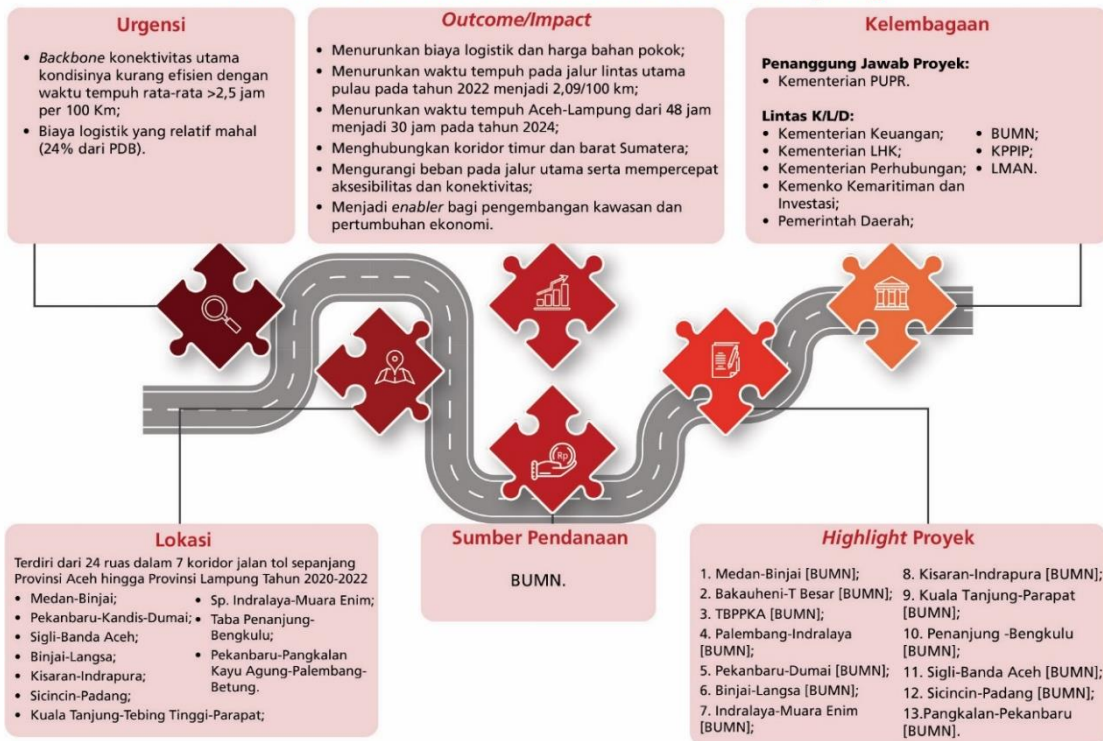 Urgensi
• Backbone konektivitas utama
kondisinya kurang efisien dengan
waktu tempuh rata-rata >2,5 jam
per 100 Km;
• Biaya logistik yang relatif mahal
(24% dari PDB).
Outcome/Impact
• Menurunkan biaya logistik dan harga bahan pokok;
• Menurunkan waktu tempuh pada jalur lintas utama
pulau pada tahun 2022 menjadi 2,09/100 km;
• Menurunkan waktu tempuh Aceh-Lampung dari 48 jam
menjadi 30 jam pada tahun 2024;
• Menghubungkan koridor timur dan barat Sumatera;
• Mengurangi beban pada jalur utama serta mempercepat
aksesibilitas dan konektivitas;
• Menjadi enabler bagi pengembangan kawasan dan
pertumbuhan ekonomi.
Kelembagaan
Penanggung Jawab Proyek:
• Kementerian PUPR.
Lintas K/L/D:
• Kementerian Keuangan;
• Kementerian LHK;
• Kementerian Perhubungan;
• Kemenko Kemaritiman dan
Investasi;
• Pemerintah Daerah;
• BUMN;
• KPPIP;
• LMAN.
Rp
Lokasi
Terdiri dari 24 ruas dalam 7 koridor jalan tol sepanjang
Provinsi Aceh hingga Provinsi Lampung Tahun 2020-2022
• Medan-Binjai;
• Pekanbaru-Kandis-Dumai;
• Sigli-Banda Aceh;
• Binjai-Langsa;
• Kisaran-Indrapura;
• Sicincin-Padang;
• Kuala Tanjung-Tebing Tinggi-Parapat;
• Sp. Indralaya-Muara Enim;
• Taba Penanjung-
Bengkulu;
• Pekanbaru-Pangkalan
Kayu Agung-Palembang-
Betung.
Sumber Pendanaan
BUMN.
Highlight Proyek
1. Medan-Binjai [BUMN];
2. Bakauheni-T Besar [BUMN];
3. TBPPKA [BUMN];
4. Palembang-Indralaya
[BUMN];
5. Pekanbaru-Dumai [BUMN];
6. Binjai-Langsa [BUMN];
7. Indralaya-Muara Enim
[BUMN];
8. Kisaran-Indrapura [BUMN];
9. Kuala Tanjung-Parapat
[BUMN];
10. Penanjung -Bengkulu
[BUMN];
11. Sigli-Banda Aceh [BUMN];
12. Sicincin-Padang [BUMN];
13.Pangkalan-Pekanbaru
[BUMN].